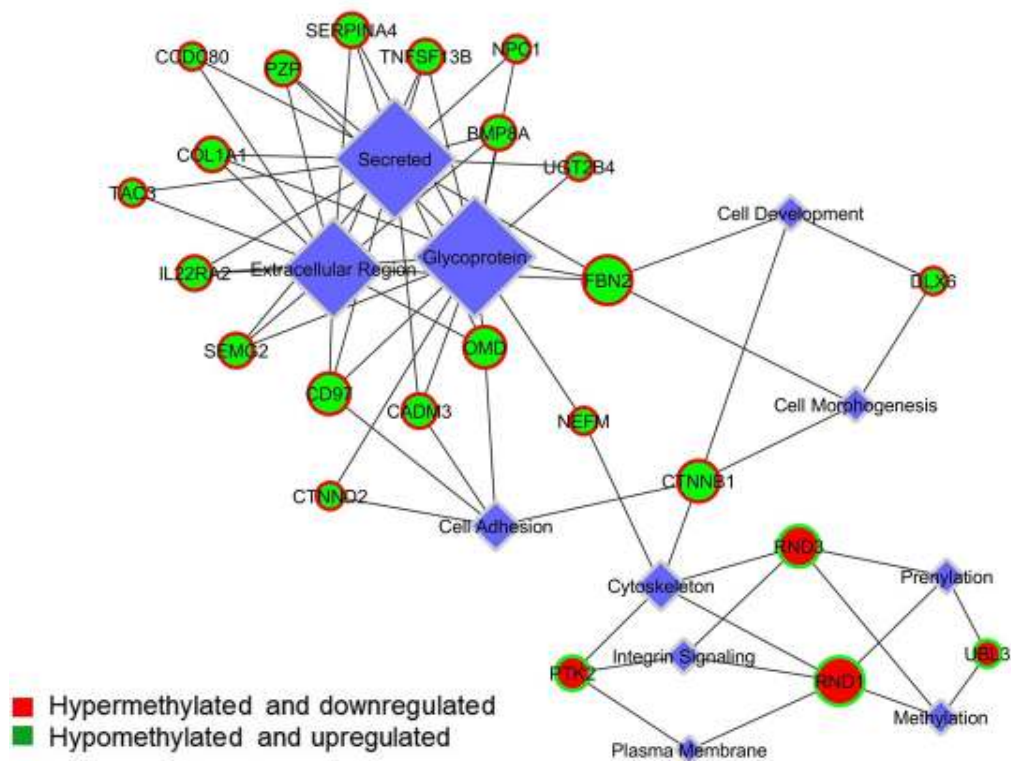 SERPINA4
CCDC80
PZP
TNFSF13B
NPC1
COL1A1
Secreted
BMP8A
UGT2B4
TAC3
Cell Development
IL22RA2
Extracellular Region
Glycoprotein
FBN2
DLX6
SEMG2
OMD
CD97
CADM3
NEFM
Cell Morphogenesis
CTNND2
Cell Adhesion
CTNNB1
RND3
Cytoskeleton
Prenylation
PTK2
Integrin Signaling
RND1
UBL3
Methylation
Plasma Membrane
Hypermethylated and downregulated
Hypomethylated and upregulated